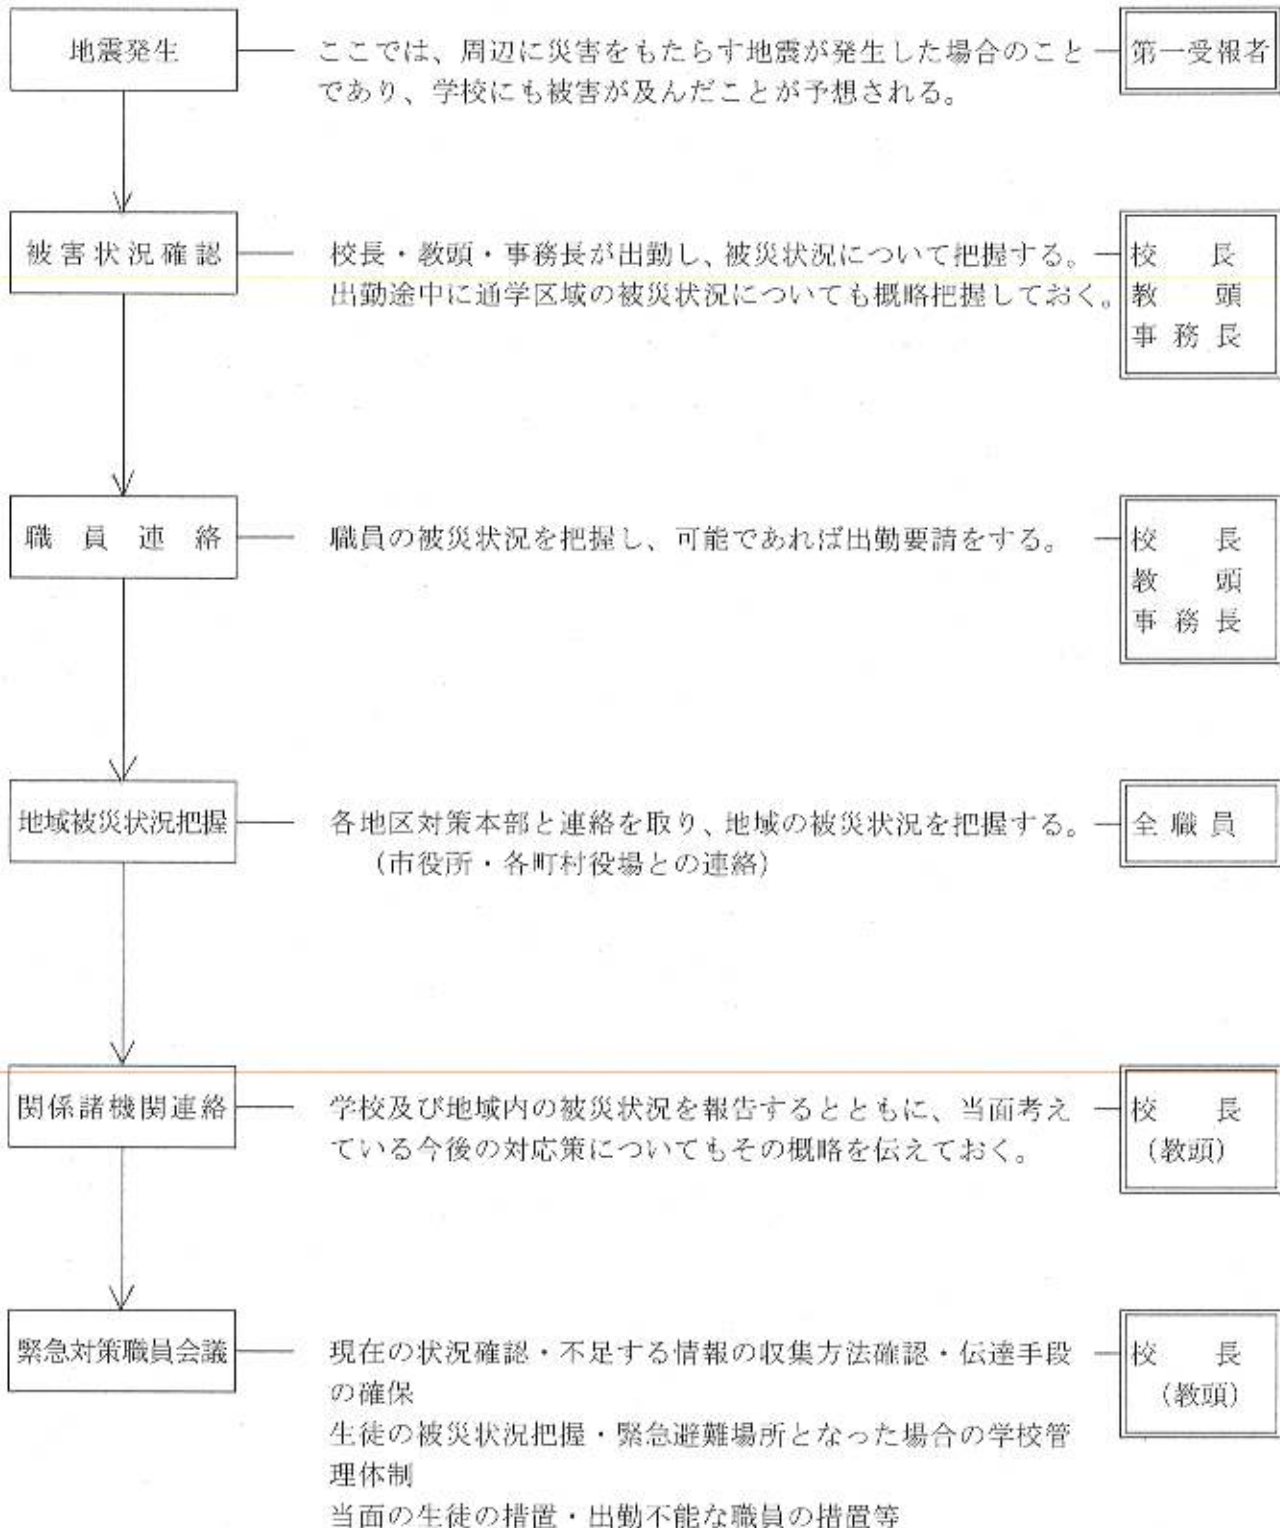 地震発生
ここでは、周辺に災害をもたらす地震が発生した場合のこと
であり、学校にも被害が及んだことが予想される。
第一受報者
被害状況確認
校長・教頭・事務長が出勤し、被災状況について把握する。
出勤途中に通学区域の被災状況についても概略把握しておく。
校長
教頭
事務長
職員連絡
職員の被災状況を把握し、可能であれば出勤要請をする。
校長
教頭
事務長
地域被災状況把握
各地区対策本部と連絡を取り、地域の被災状況を把握する。
（市役所・各町村役場との連絡）
全職員
関係諸機関連絡
学校及び地域内の被災状況を報告するとともに、当面考え
ている今後の対応策についてもその概略を伝えておく。
校長
（教頭）
緊急対策職員会議
現在の状況確認・不足する情報の収集方法確認・伝達手段
の確保
生徒の被災状況把握・緊急避難場所となった場合の学校管
理体制
当面の生徒の措置・出勤不能な職員の措置等
校長
（教頭）